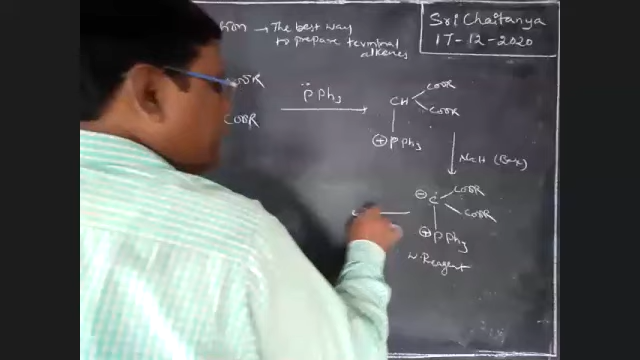 Sri Chaitanya
17-12-2020
→ The best way
to prepare terminal
alkenes
COOR
COOR
P̈Ph3
CH
COOR
COOR
⊕PPh3
NaH (Base)
⊖
C
COOR
COOR
⊕PPh3
W. Reagent